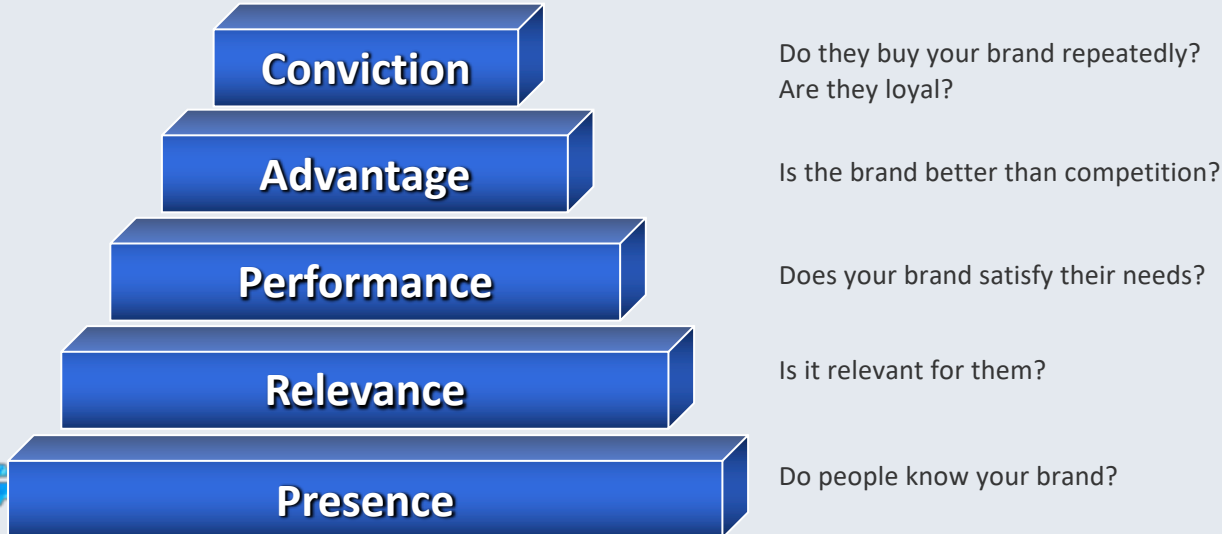 Conviction
Do they buy your brand repeatedly?
Are they loyal?
Advantage
Is the brand better than competition?
Performance
Does your brand satisfy their needs?
Relevance
Is it relevant for them?
Presence
Do people know your brand?